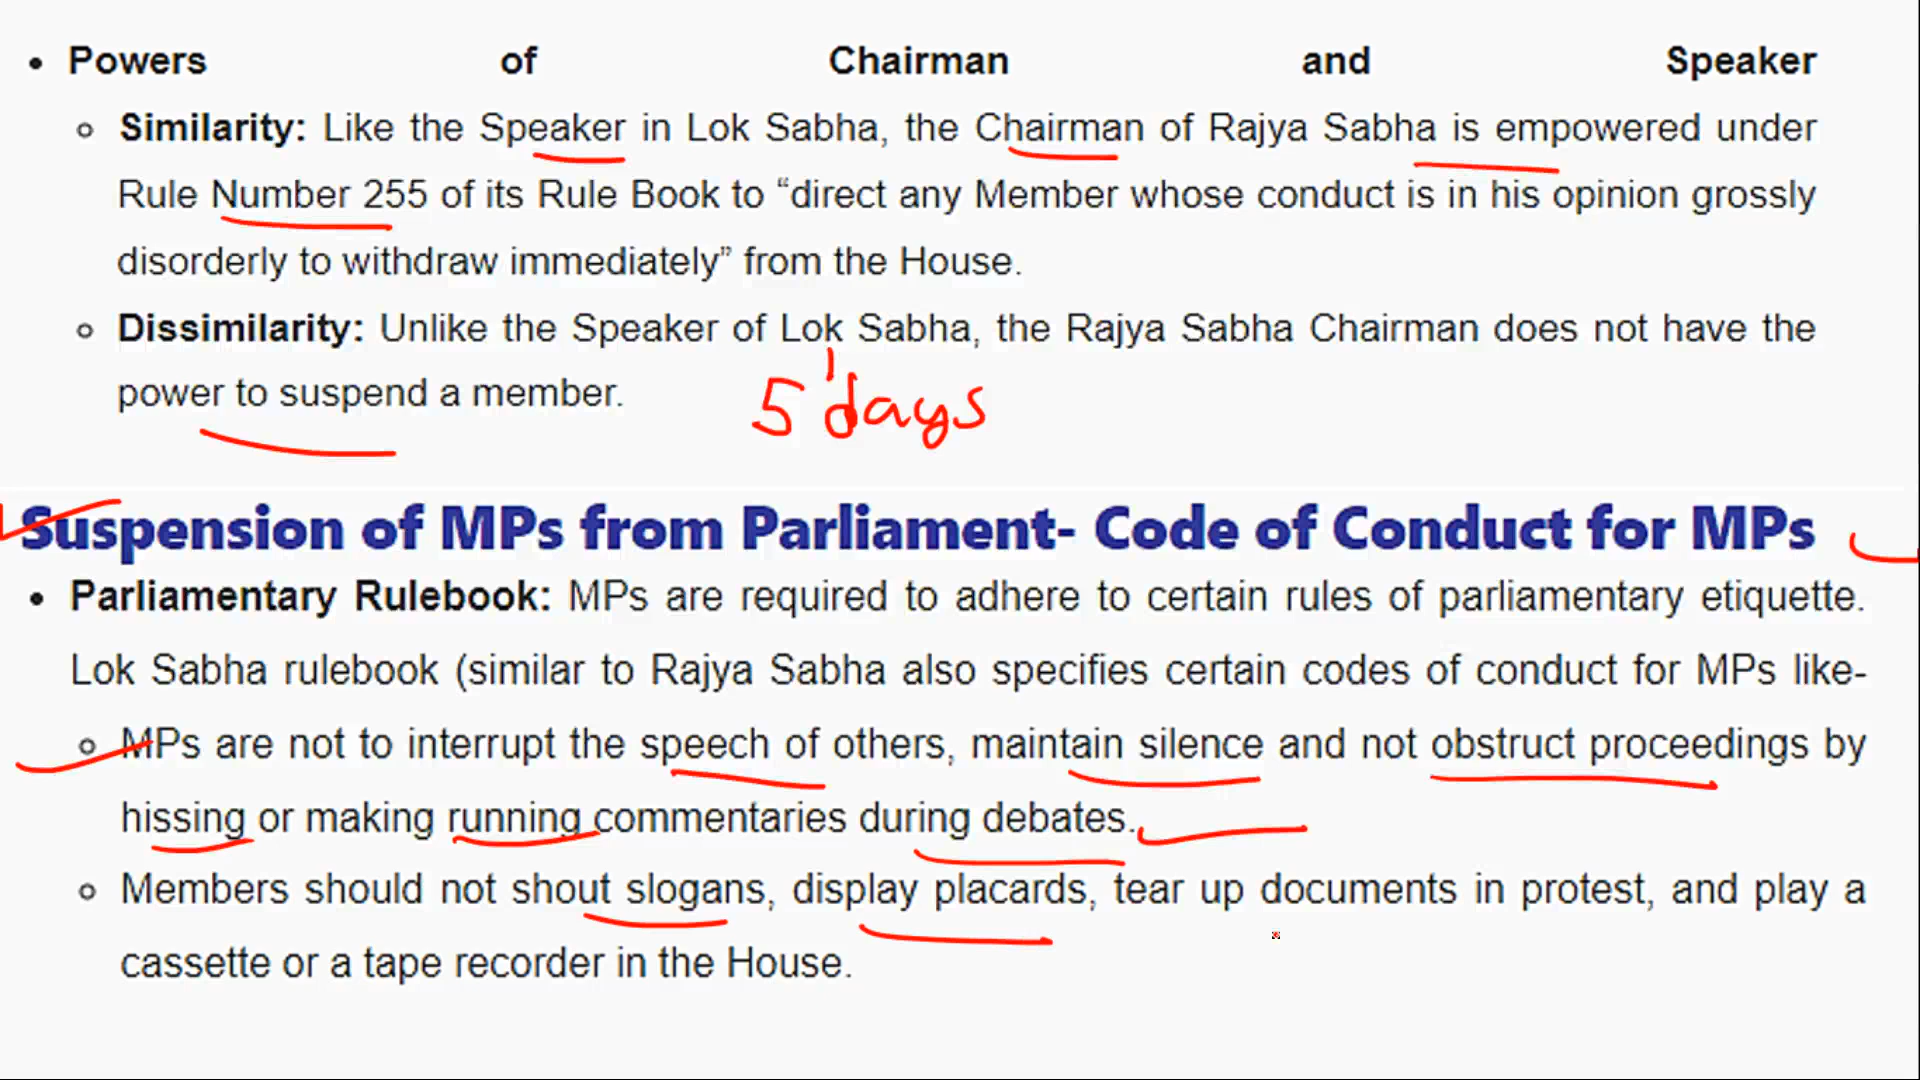 • Powers of Chairman and Speaker
o Similarity: Like the Speaker in Lok Sabha, the Chairman of Rajya Sabha is empowered under
Rule Number 255 of its Rule Book to “direct any Member whose conduct is in his opinion grossly
disorderly to withdraw immediately” from the House.
o Dissimilarity: Unlike the Speaker of Lok Sabha, the Rajya Sabha Chairman does not have the
power to suspend a member.
5 days
Suspension of MPs from Parliament- Code of Conduct for MPs
• Parliamentary Rulebook: MPs are required to adhere to certain rules of parliamentary etiquette.
Lok Sabha rulebook (similar to Rajya Sabha also specifies certain codes of conduct for MPs like-
o MPs are not to interrupt the speech of others, maintain silence and not obstruct proceedings by
hissing or making running commentaries during debates.
o Members should not shout slogans, display placards, tear up documents in protest, and play a
cassette or a tape recorder in the House.